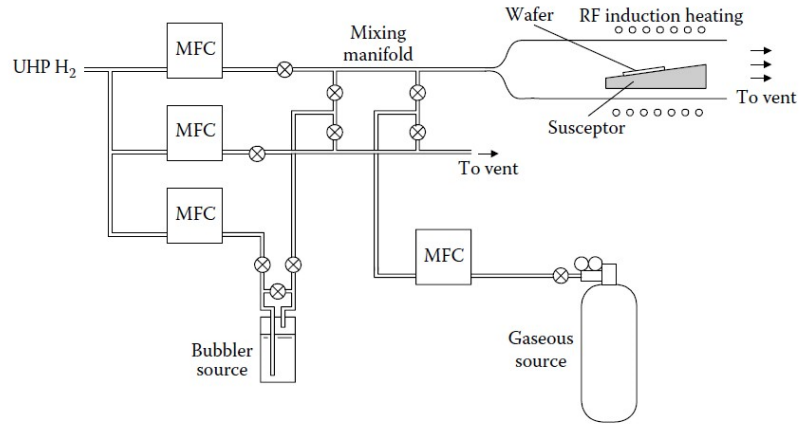 Wafer
RF induction heating
Mixing
manifold
MFC
UHP H₂
To vent
Susceptor
MFC
To vent
MFC
MFC
Bubbler
source
Gaseous
source